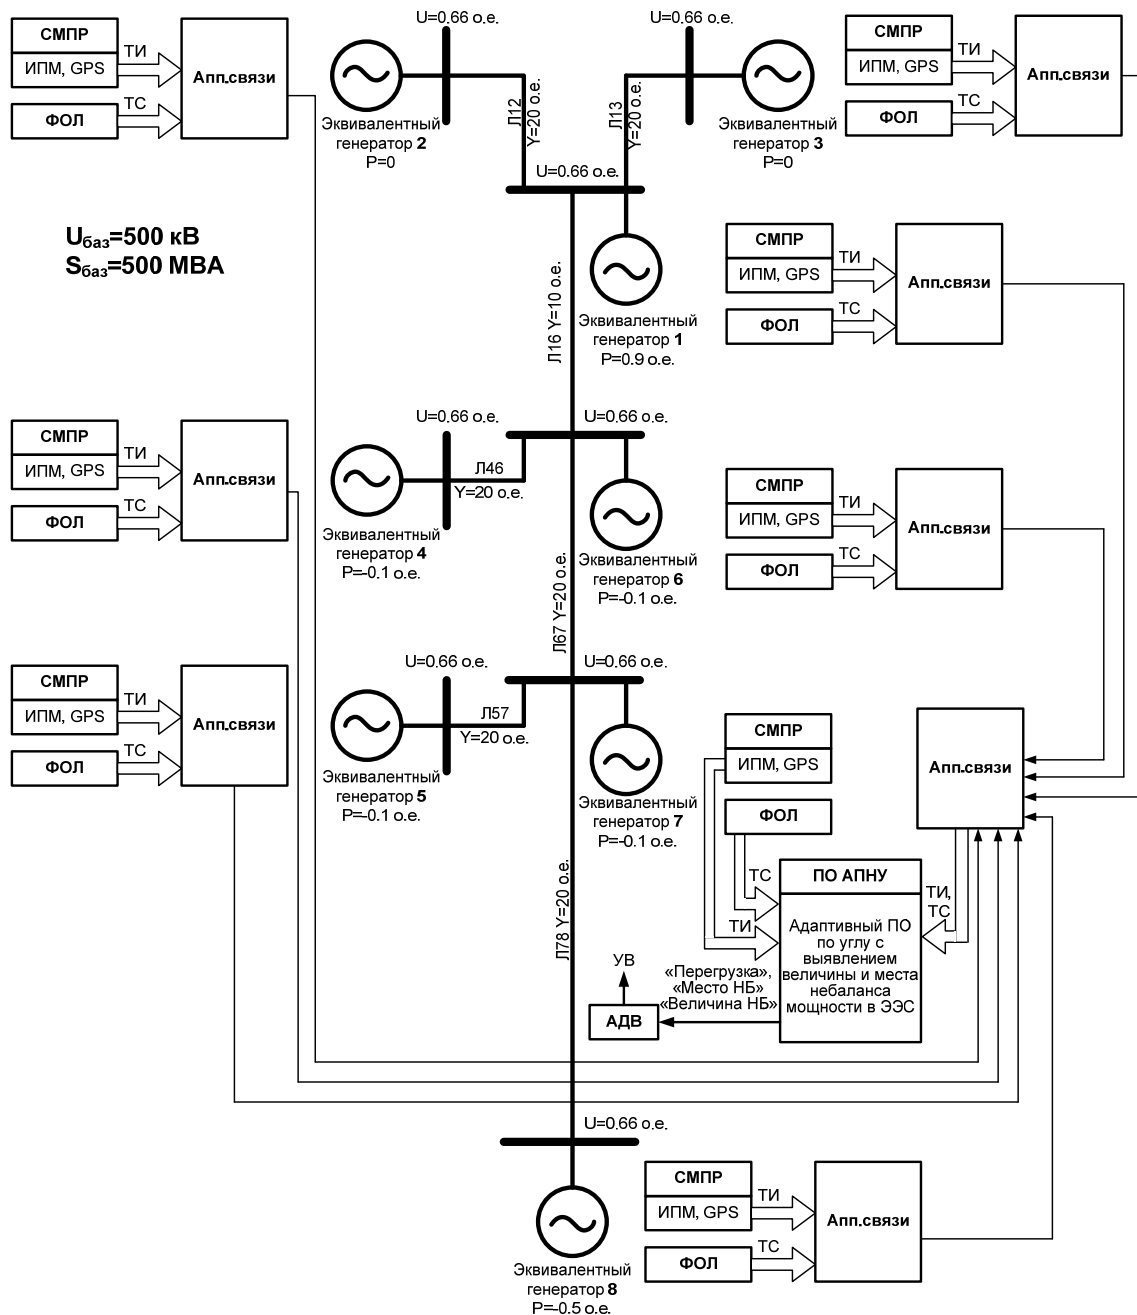 СМПР
ИПМ, GPS
ФОЛ
ТИ
ТС
Апп.связи
U=0.66 о.е.
Эквивалентный
генератор 2
P=0
Л12
Y=20 о.е.
U=0.66 о.е.
Л13
Y=20 о.е.
Эквивалентный
генератор 3
P=0
СМПР
ИПМ, GPS
ФОЛ
ТИ
ТС
Апп.связи
U=0.66 о.е.
Uбаз=500 кВ
Sбаз=500 МВА
Л16 Y=10 о.е.
Эквивалентный
генератор 1
P=0.9 о.е.
СМПР
ИПМ, GPS
ФОЛ
ТИ
ТС
Апп.связи
СМПР
ИПМ, GPS
ФОЛ
ТИ
ТС
Апп.связи
U=0.66 о.е.
U=0.66 о.е.
Л46
Y=20 о.е.
Эквивалентный
генератор 4
P=-0.1 о.е.
Эквивалентный
генератор 6
P=-0.1 о.е.
СМПР
ИПМ, GPS
ФОЛ
ТИ
ТС
Апп.связи
Л67 Y=20 о.е.
СМПР
ИПМ, GPS
ФОЛ
ТИ
ТС
Апп.связи
U=0.66 о.е.
U=0.66 о.е.
Л57
Y=20 о.е.
Эквивалентный
генератор 5
P=-0.1 о.е.
Эквивалентный
генератор 7
P=-0.1 о.е.
СМПР
ИПМ, GPS
ФОЛ
ТС
ТИ
Апп.связи
ТИ,
ТС
ПО АПНУ
Адаптивный ПО
по углу с
выявлением
величины и места
небаланса
мощности в ЭЭС
«Перегрузка»,
«Место НБ»
«Величина НБ»
УВ
АДВ
Л78 Y=20 о.е.
U=0.66 о.е.
Эквивалентный
генератор 8
P=-0.5 о.е.
СМПР
ИПМ, GPS
ФОЛ
ТИ
ТС
Апп.связи